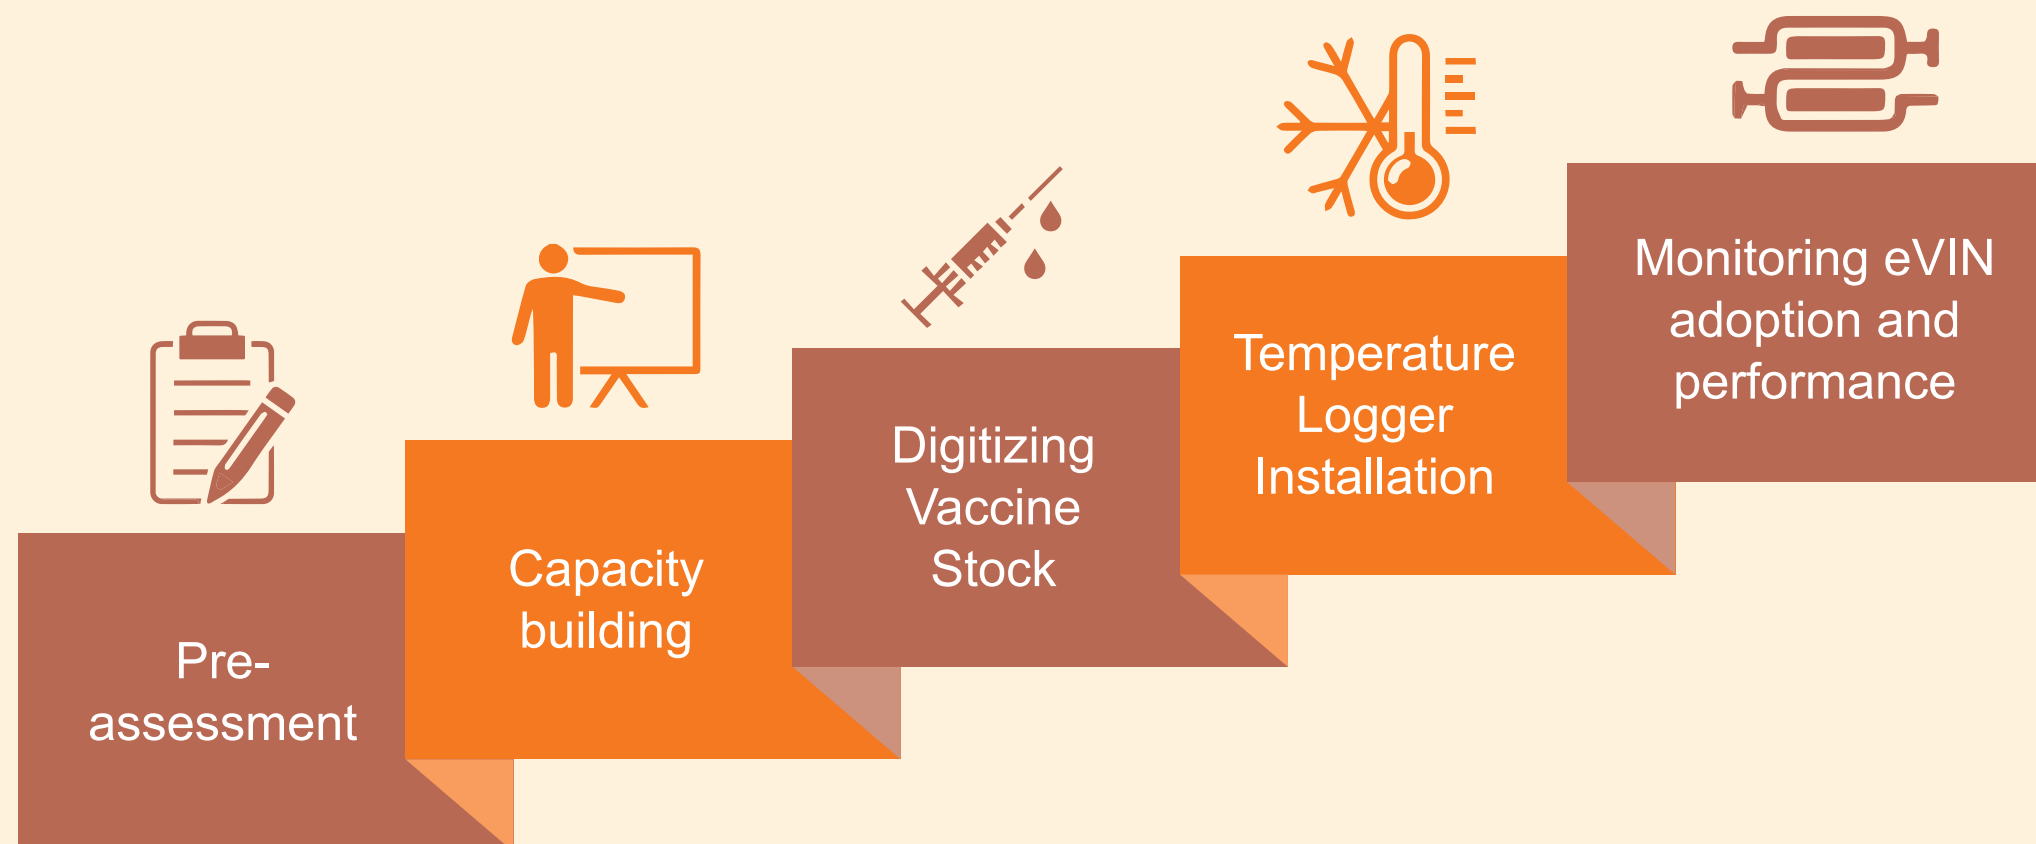 Pre-
assessment
Capacity
building
Digitizing
Vaccine
Stock
Temperature
Logger
Installation
Monitoring eVIN
adoption and
performance